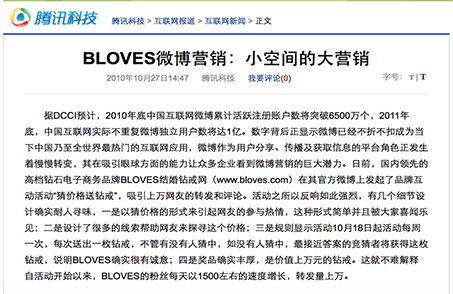 腾讯科技 腾讯科技 > 互联网报道 > 互联网新闻 > 正文
BLOVES微博营销：小空间的大营销
2010年10月27日14:47 腾讯科技 我要评论(0) 字号：T | T
据DCCI预计，2010年底中国互联网微博累计活跃注册账户数将突破6500万个，2011年
底，中国互联网实际不重复微博独立用户数将达1亿。数字背后正显示微博已经不折不扣成为当
下中国乃至全世界最热门的互联网应用，微博作为用户分享、传播及获取信息的平台角色正发生
着慢慢转变，其在吸引眼球方面的能力让众多企业看到微博营销的巨大潜力。日前，国内领先的
高档钻石电子商务品牌BLOVES结婚钻戒网（www.bloves.com）在其官方微博上发起了品牌互
动活动“猜价格送钻戒”，吸引上万网友的转发和评论。活动之所以反响如此强烈，有几个细节设
计确实耐人寻味，一是以猜价格的形式来引起网友的参与热情，这种形式简单并且被大家喜闻乐
见；二是设计了很多的线索帮助网友来探寻这个价格；三是规则显示活动10月18日起活动每周
一次，每次送出一枚钻戒，不管有没有人猜中，如没有人猜中，最接近答案的竞猜者将获得这枚
钻戒，说明BLOVES确实很有诚意；四是奖品确实丰厚，是价值上万元的钻戒。这就不难解释
自活动开始以来，BLOVES的粉丝每天以1500左右的速度增长，转发量上万。